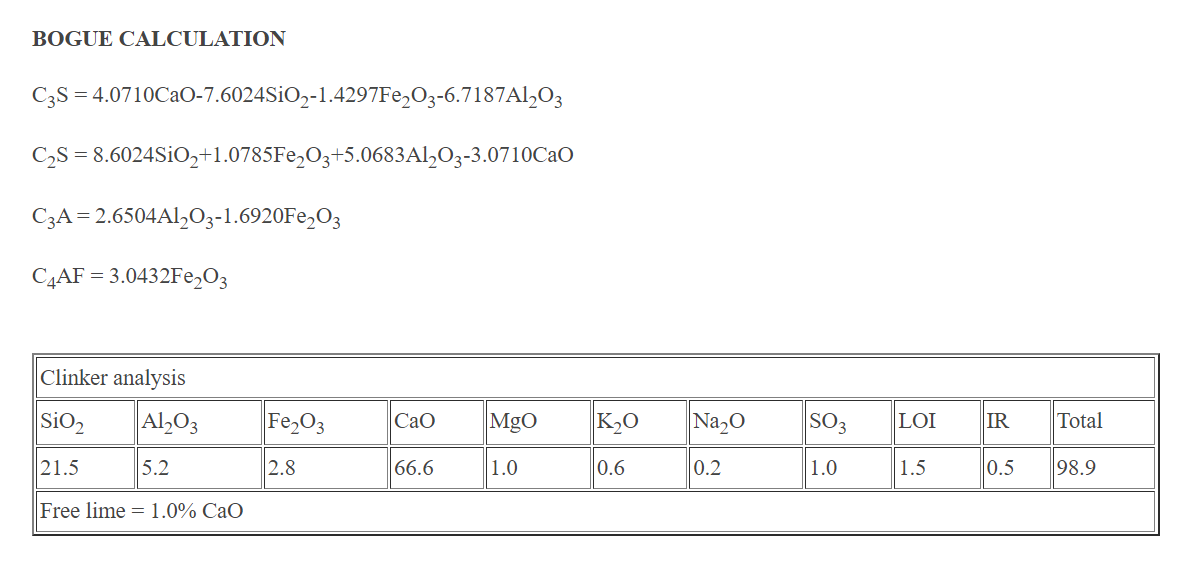 BOGUE CALCULATION
C₃S = 4.0710CaO-7.6024SiO₂-1.4297Fe₂O₃-6.7187Al₂O₃
C₂S = 8.6024SiO₂+1.0785Fe₂O₃+5.0683Al₂O₃-3.0710CaO
C₃A = 2.6504Al₂O₃-1.6920Fe₂O₃
C₄AF = 3.0432Fe₂O₃
Clinker analysis
SiO₂ Al₂O₃ Fe₂O₃ CaO MgO K₂O Na₂O SO₃ LOI IR Total
21.5 5.2 2.8 66.6 1.0 0.6 0.2 1.0 1.5 0.5 98.9
Free lime = 1.0% CaO